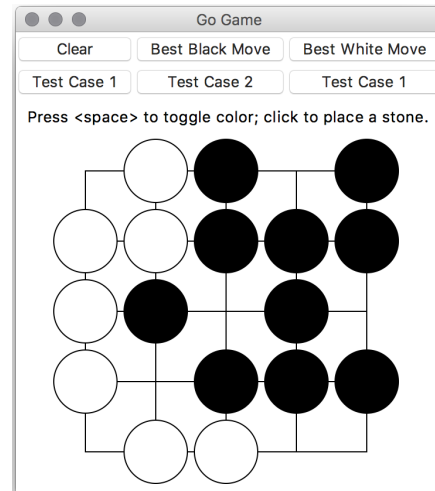 Go Game
Clear Best Black Move Best White Move
Test Case 1 Test Case 2 Test Case 1
Press <space> to toggle color; click to place a stone.